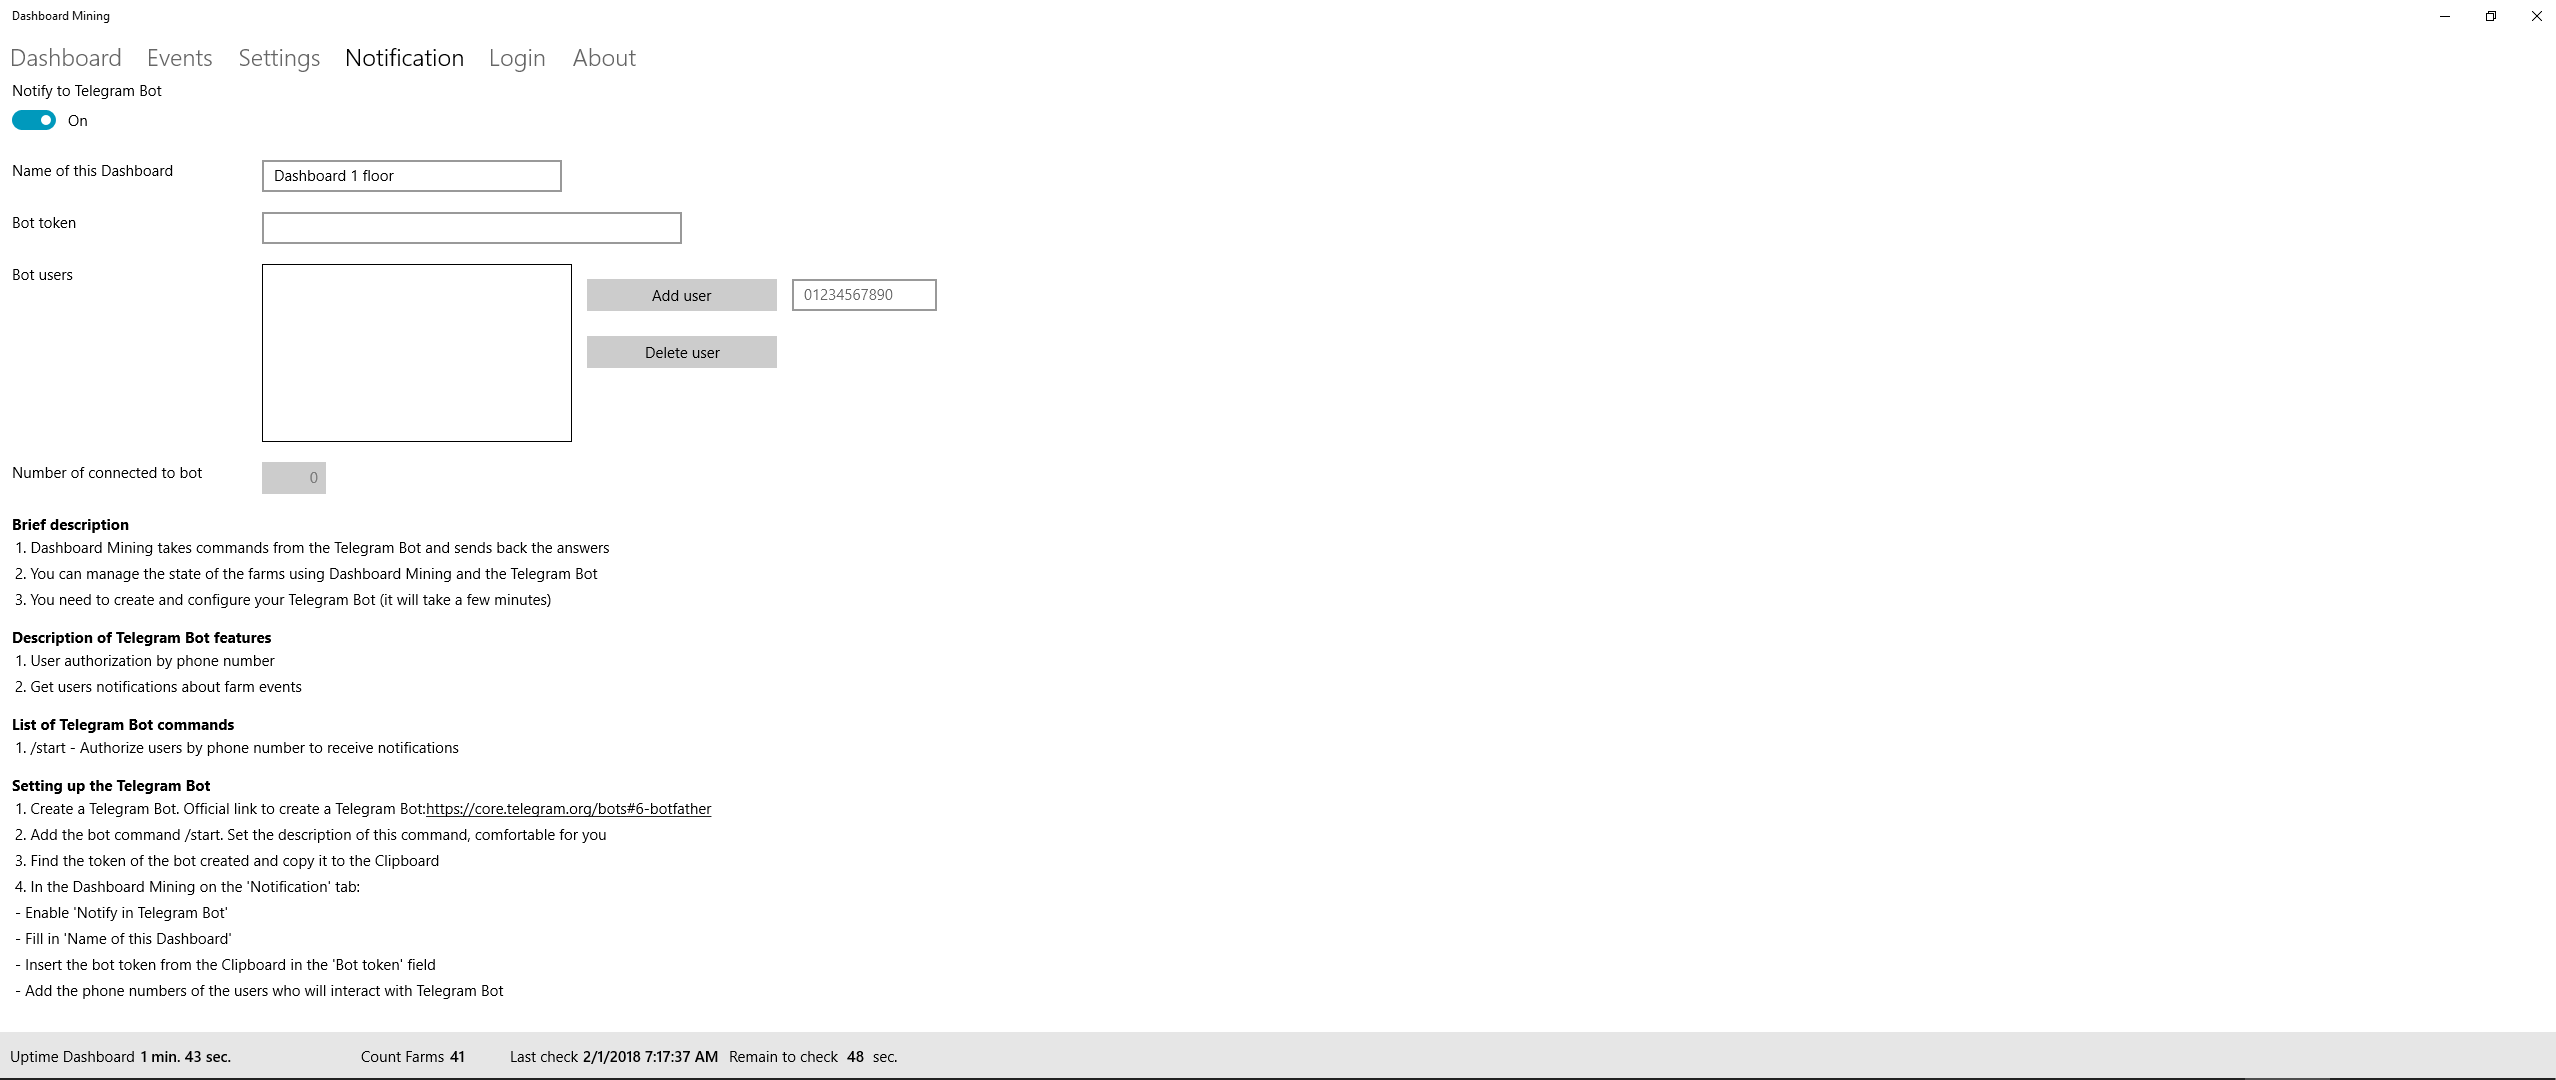 Dashboard Mining
Dashboard Events Settings Notification Login About
Notify to Telegram Bot
On
Name of this Dashboard Dashboard 1 floor
Bot token
Bot users Add user 01234567890
Delete user
Number of connected to bot 0
Brief description
1. Dashboard Mining takes commands from the Telegram Bot and sends back the answers
2. You can manage the state of the farms using Dashboard Mining and the Telegram Bot
3. You need to create and configure your Telegram Bot (it will take a few minutes)
Description of Telegram Bot features
1. User authorization by phone number
2. Get users notifications about farm events
List of Telegram Bot commands
1. /start - Authorize users by phone number to receive notifications
Setting up the Telegram Bot
1. Create a Telegram Bot. Official link to create a Telegram Bot:https://core.telegram.org/bots#6-botfather
2. Add the bot command /start. Set the description of this command, comfortable for you
3. Find the token of the bot created and copy it to the Clipboard
4. In the Dashboard Mining on the 'Notification' tab:
- Enable 'Notify in Telegram Bot'
- Fill in 'Name of this Dashboard'
- Insert the bot token from the Clipboard in the 'Bot token' field
- Add the phone numbers of the users who will interact with Telegram Bot
Uptime Dashboard 1 min. 43 sec. Count Farms 41 Last check 2/1/2018 7:17:37 AM Remain to check 48 sec.